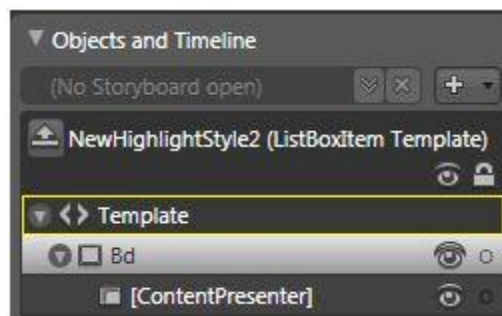 Objects and Timeline
(No Storyboard open)
NewHighlightStyle2 (ListBoxItem Template)
Template
Bd
[ContentPresenter]